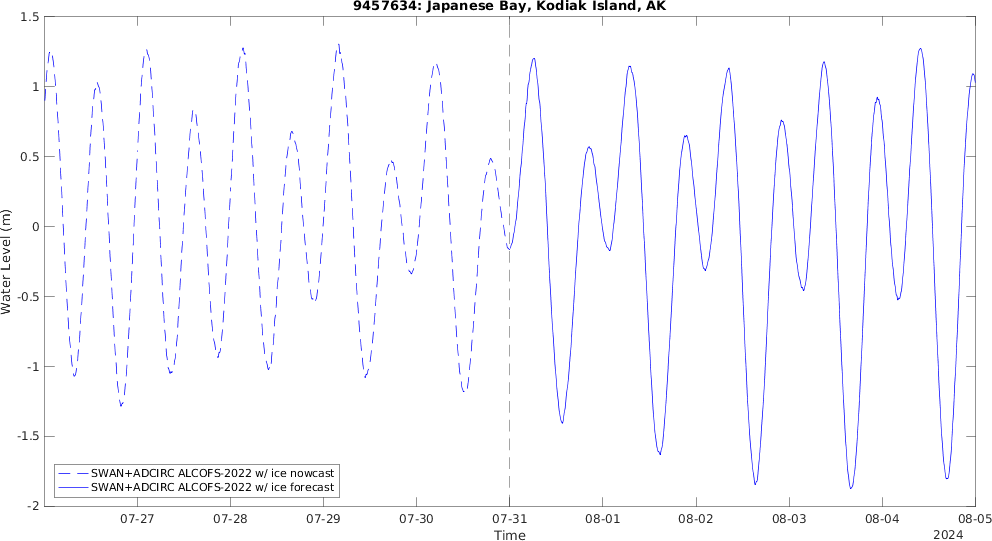 9457634: Japanese Bay, Kodiak Island, AK
1.5
1
0.5
0
-0.5
-1
-1.5
-2
Water Level (m)
SWAN+ADCIRC ALCOFS-2022 w/ ice nowcast
SWAN+ADCIRC ALCOFS-2022 w/ ice forecast
07-27 07-28 07-29 07-30 07-31 08-01 08-02 08-03 08-04 08-05
Time
2024